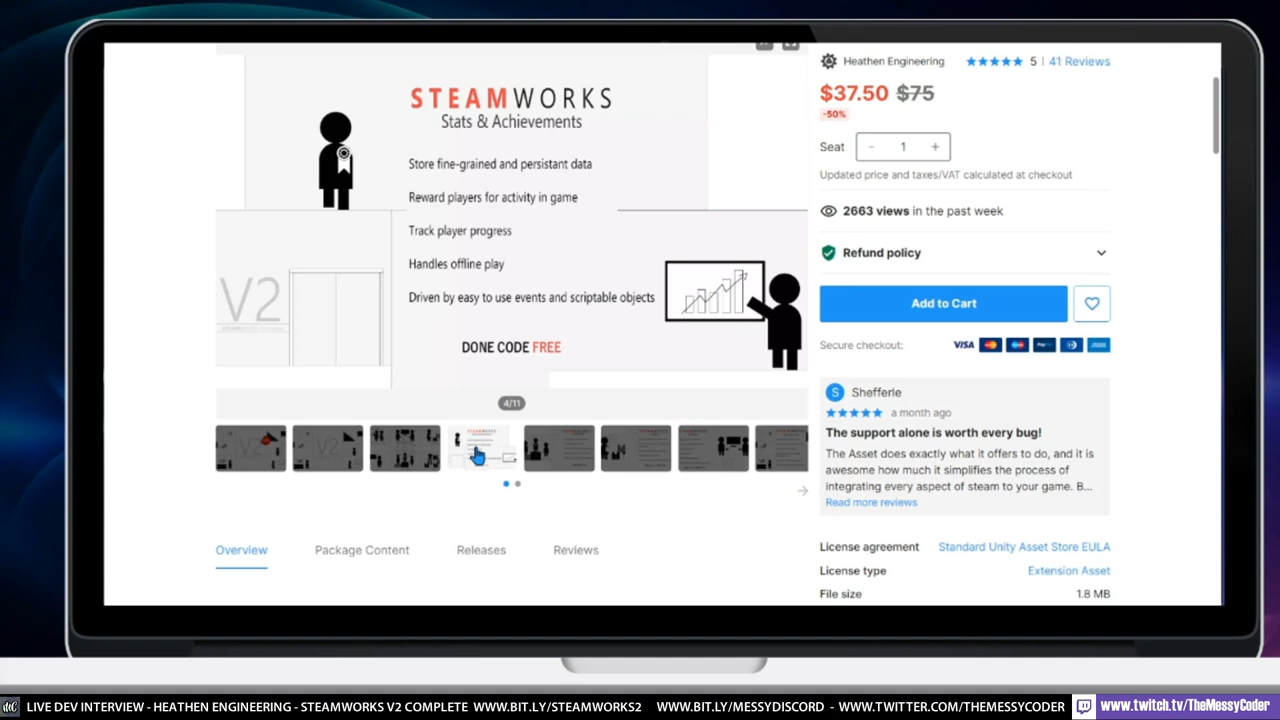 STEAMWORKS
Stats & Achievements
Store fine-grained and persistant data
Reward players for activity in game
Track player progress
Handles offline play
Driven by easy to use events and scriptable objects
DONE CODE FREE
V2
4/11
Overview
Package Content
Releases
Reviews
Heathen Engineering
5 | 41 Reviews
$37.50 $75
-50%
Seat - 1 +
Updated price and taxes/VAT calculated at checkout
2663 views in the past week
Refund policy
Add to Cart
Secure checkout: VISA
S Shefferle
a month ago
The support alone is worth every bug!
The Asset does exactly what it offers to do, and it is
awesome how much it simplifies the process of
integrating every aspect of steam to your game. B...
Read more reviews
License agreement Standard Unity Asset Store EULA
License type Extension Asset
File size 1.8 MB
LIVE DEV INTERVIEW - HEATHEN ENGINEERING - STEAMWORKS V2 COMPLETE WWW.BIT.LY/STEAMWORKS2 WWW.BIT.LY/MESSYDISCORD - WWW.TWITTER.COM/THEMESSYCODER
www.twitch.tv/TheMessyCoder